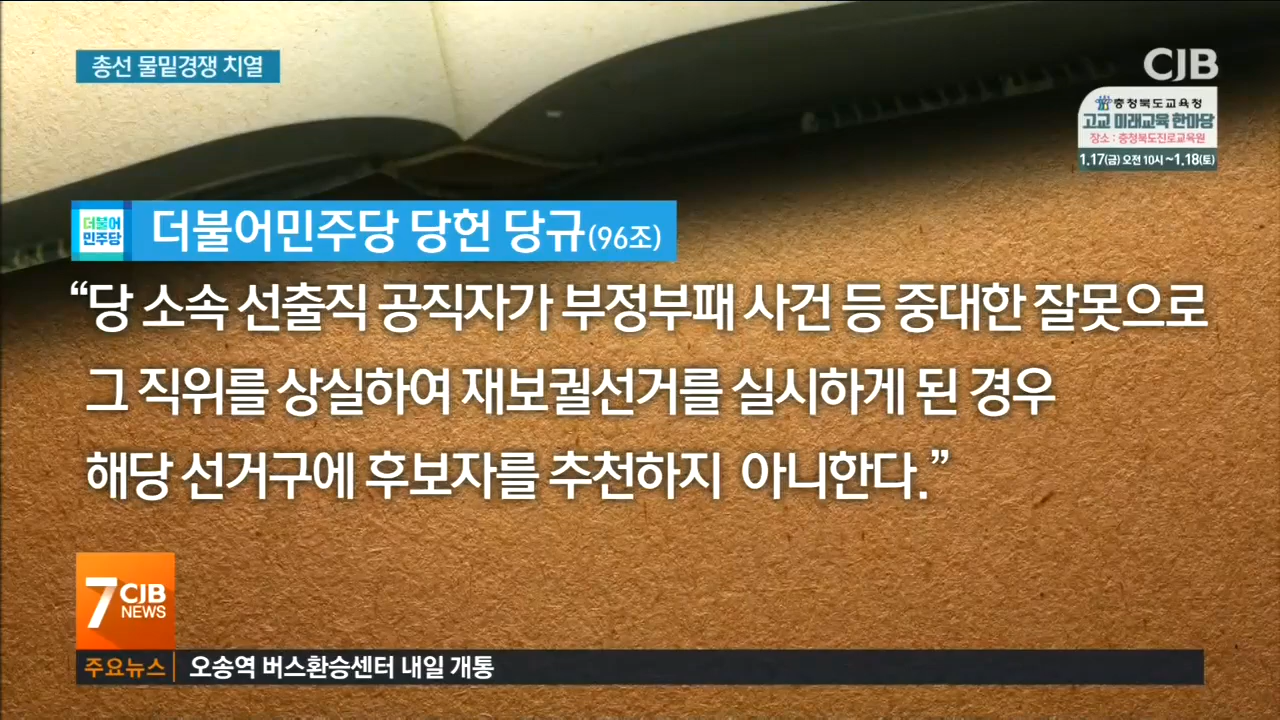 총선 물밑경쟁 치열
CJB
충청북도교육청
고교 미래교육 한마당
장소 : 충청북도진로교육원
1.17(금) 오전 10시 ~1.18(토)
더불어
민주당
더불어민주당 당헌 당규(96조)
“당 소속 선출직 공직자가 부정부패 사건 등 중대한 잘못으로
그 직위를 상실하여 재보궐선거를 실시하게 된 경우
해당 선거구에 후보자를 추천하지 아니한다.”
7 CJB
NEWS
주요뉴스 오송역 버스환승센터 내일 개통